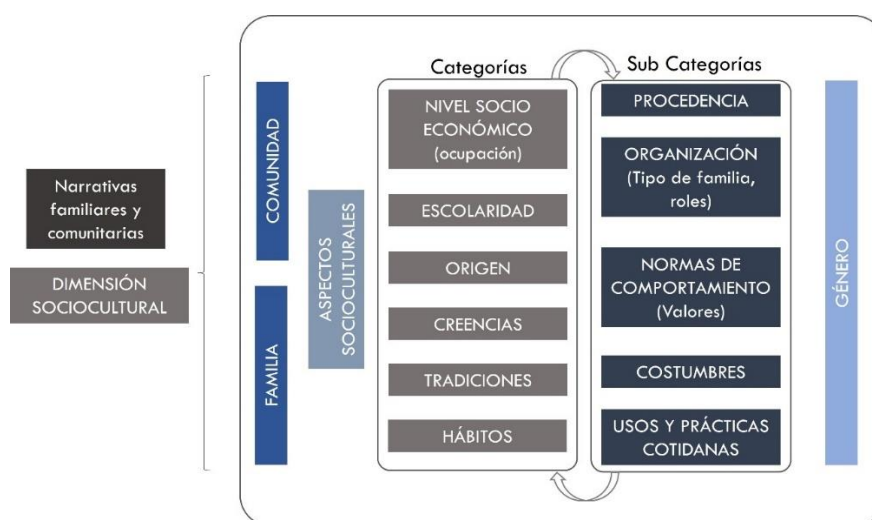 Narrativas
familiares y
comunitarias
DIMENSIÓN
SOCIOCULTURAL
COMUNIDAD
FAMILIA
ASPECTOS
SOCIOCULTURALES
Categorías
NIVEL SOCIO
ECONÓMICO
(ocupación)
ESCOLARIDAD
ORIGEN
CREENCIAS
TRADICIONES
HÁBITOS
Sub Categorías
PROCEDENCIA
ORGANIZACIÓN
(Tipo de familia,
roles)
NORMAS DE
COMPORTAMIENTO
(Valores)
COSTUMBRES
USOS Y PRÁCTICAS
COTIDANAS
GÉNERO